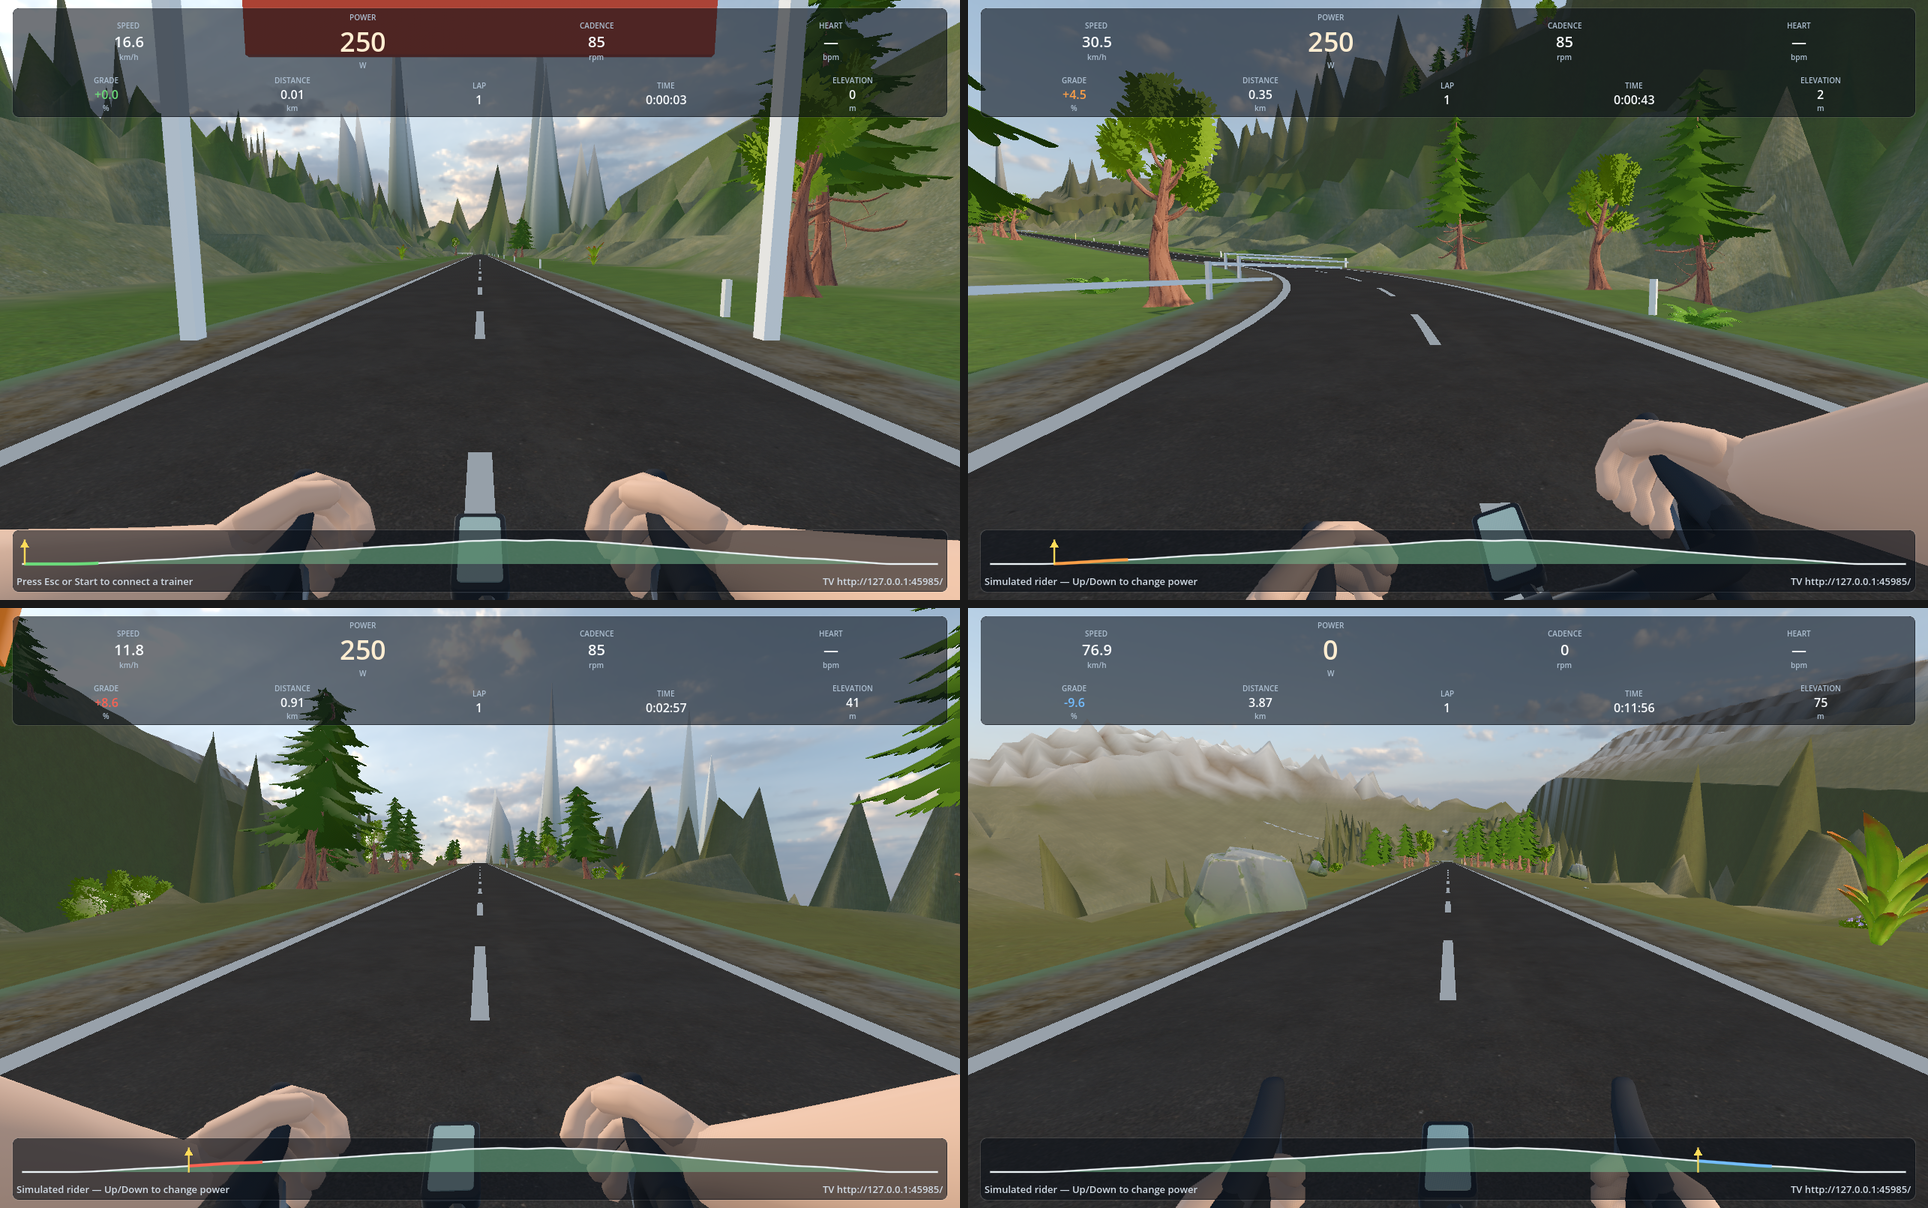 SPEED
16.6
km/h
POWER
250
W
CADENCE
85
rpm
HEART
—
bpm
GRADE
+0.0
%
DISTANCE
0.01
km
LAP
1
TIME
0:00:03
ELEVATION
0
m
Press Esc or Start to connect a trainer
TV http://127.0.0.1:45985/
SPEED
30.5
km/h
POWER
250
W
CADENCE
85
rpm
HEART
—
bpm
GRADE
+4.5
%
DISTANCE
0.35
km
LAP
1
TIME
0:00:43
ELEVATION
2
m
Simulated rider — Up/Down to change power
TV http://127.0.0.1:45985/
SPEED
11.8
km/h
POWER
250
W
CADENCE
85
rpm
HEART
—
bpm
GRADE
+8.6
%
DISTANCE
0.91
km
LAP
1
TIME
0:02:57
ELEVATION
41
m
Simulated rider — Up/Down to change power
TV http://127.0.0.1:45985/
SPEED
76.9
km/h
POWER
0
W
CADENCE
0
rpm
HEART
—
bpm
GRADE
-9.6
%
DISTANCE
3.87
km
LAP
1
TIME
0:11:56
ELEVATION
75
m
Simulated rider — Up/Down to change power
TV http://127.0.0.1:45985/